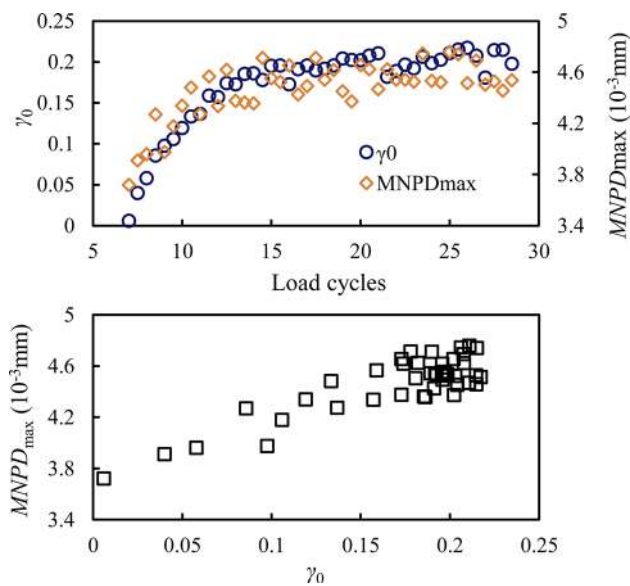 0.25
0.2
0.15
0.1
0.05
0
γ₀
5
4.6
4.2
3.8
3.4
MNPDmax (10⁻³mm)
γ0
MNPDmax
5 10 15 20 25 30
Load cycles
5
4.6
4.2
3.8
3.4
MNPDmax (10⁻³mm)
0 0.05 0.1 0.15 0.2 0.25
γ₀